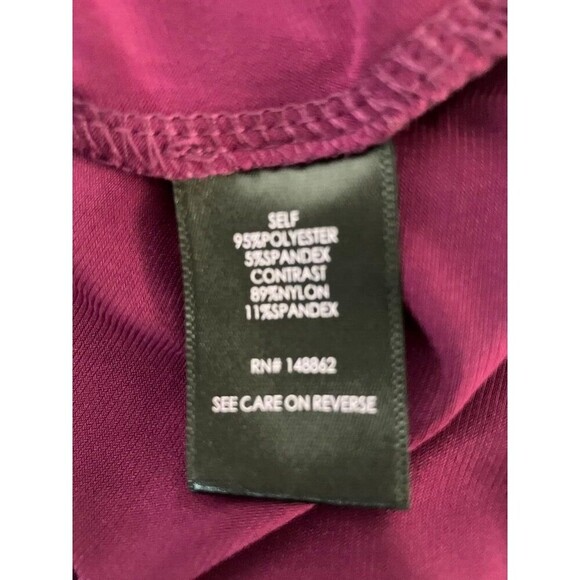 SELF
95%POLYESTER
5%SPANDEX
CONTRAST
89%NYLON
11%SPANDEX
RN# 148862
SEE CARE ON REVERSE